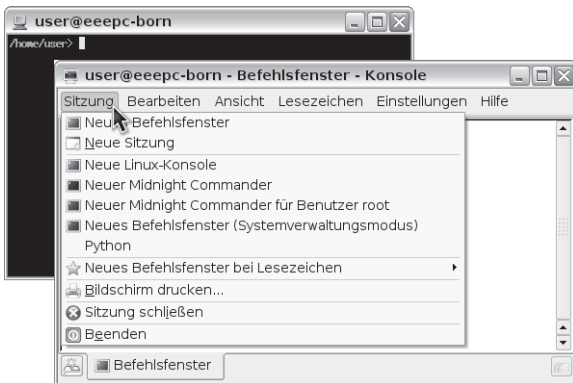 user@eeepc-born
/home/user>
user@eeepc-born - Befehlsfenster - Konsole
Sitzung Bearbeiten Ansicht Lesezeichen Einstellungen Hilfe
Neues Befehlsfenster
Neue Sitzung
Neue Linux-Konsole
Neuer Midnight Commander
Neuer Midnight Commander für Benutzer root
Neues Befehlsfenster (Systemverwaltungsmodus)
Python
Neues Befehlsfenster bei Lesezeichen
Bildschirm drucken...
Sitzung schließen
Beenden
Befehlsfenster